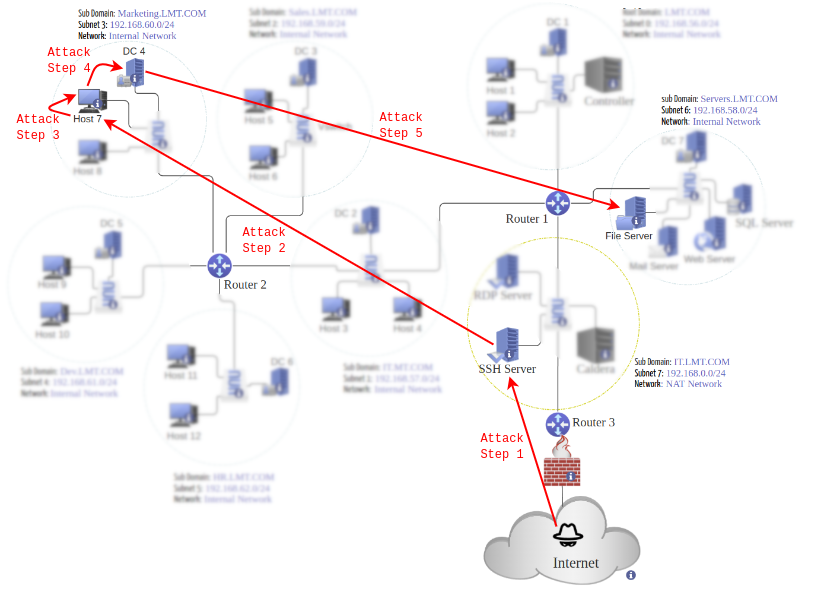 Sub Domain: Marketing.LMT.COM
Subnet 3: 192.168.60.0/24
Network: Internal Network
Sub Domain: Sales.LMT.COM
Subnet 2: 192.168.59.0/24
Network: Internal Network
LMT.COM
Subnet 0: 192.168.56.0/24
Network: Internal Network
DC 1
Attack
Step 4
DC 4
DC 3
Host 1
Controller
Host 7
Host 5
Host 2
sub Domain: Servers.LMT.COM
Subnet 6: 192.168.58.0/24
Network: Internal Network
Attack
Step 3
Attack
Step 5
Host 8
Host 6
DC 7
DC 5
DC 2
Router 1
File Server
SQL Server
Attack
Step 2
Mail Server
Web Server
Host 9
Router 2
RDP Server
Host 10
Host 3
Host 4
DC 6
Host 11
SSH Server
Caldera
Sub Domain: Dev.LMT.COM
Subnet 4: 192.168.61.0/24
Network: Internal Network
Sub Domain: IT.LMT.COM
Subnet 7: 192.168.0.0/24
Network: NAT Network
Sub Domain: IT.LMT.COM
192.168.57.0/24
Network: Internal Network
Host 12
Router 3
Attack
Step 1
Sub Domain: HR.LMT.COM
Subnet 5: 192.168.62.0/24
Network: Internal Network
Internet